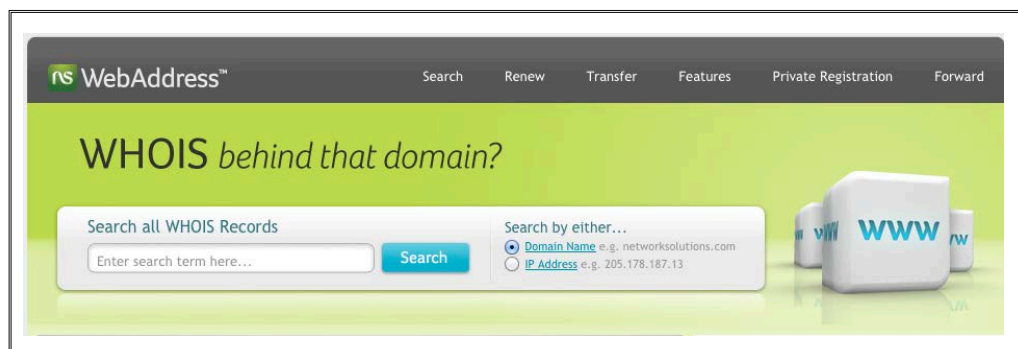 ns WebAddress™ Search Renew Transfer Features Private Registration Forward
WHOIS behind that domain?
Search all WHOIS Records
Enter search term here...
Search
Search by either...
Domain Name e.g. networksolutions.com
IP Address e.g. 205.178.187.13
www